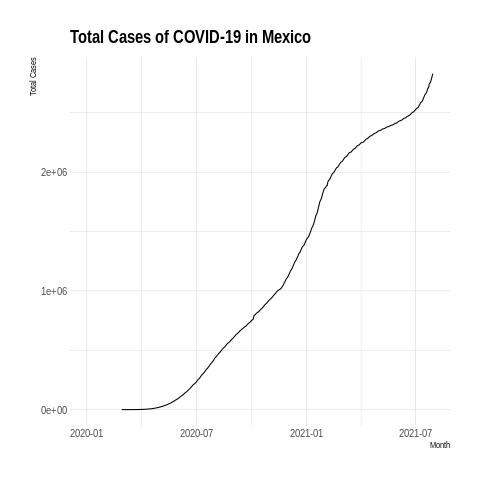 Total Cases of COVID-19 in Mexico
Total Cases
2e+06
1e+06
0e+00
2020-01
2020-07
2021-01
2021-07
Month